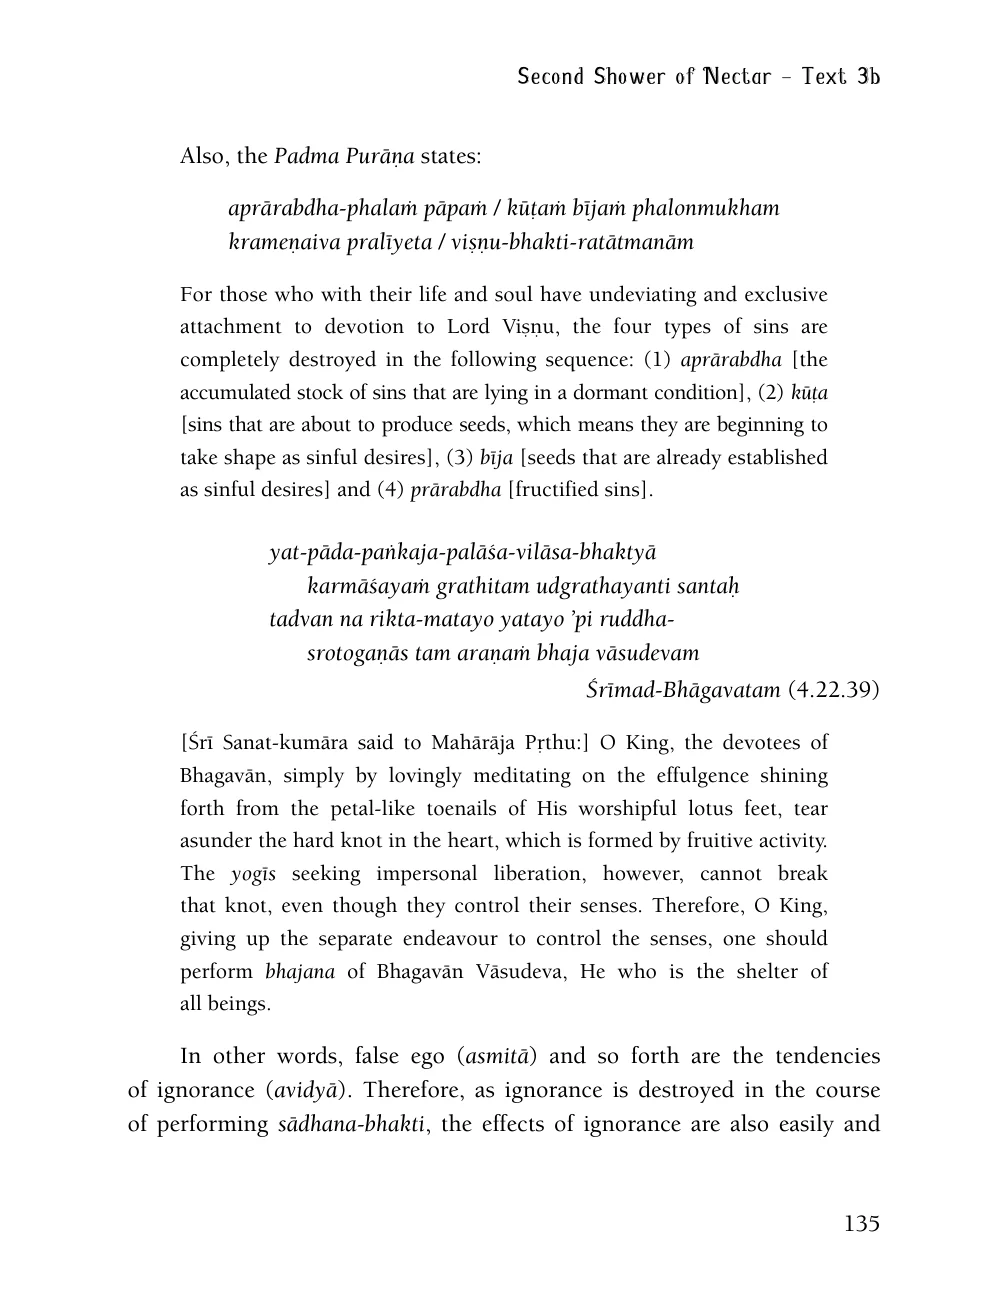 Second Shower of Nectar – Text 3b
Also, the Padma Purāṇa states:
aprārabdha-phalaṁ pāpaṁ / kūṭaṁ bījaṁ phalonmukham
krameṇaiva pralīyeta / viṣṇu-bhakti-ratātmanām
For those who with their life and soul have undeviating and exclusive
attachment to devotion to Lord Viṣṇu, the four types of sins are
completely destroyed in the following sequence: (1) aprārabdha [the
accumulated stock of sins that are lying in a dormant condition], (2) kūṭa
[sins that are about to produce seeds, which means they are beginning to
take shape as sinful desires], (3) bīja [seeds that are already established
as sinful desires] and (4) prārabdha [fructified sins].
yat-pāda-paṅkaja-palāśa-vilāsa-bhaktyā
karmāśayaṁ grathitam udgrathayanti santaḥ
tadvan na rikta-matayo yatayo ’pi ruddha-
srotogaṇās tam araṇaṁ bhaja vāsudevam
Śrīmad-Bhāgavatam (4.22.39)
[Śrī Sanat-kumāra said to Mahārāja Pṛthu:] O King, the devotees of
Bhagavān, simply by lovingly meditating on the effulgence shining
forth from the petal-like toenails of His worshipful lotus feet, tear
asunder the hard knot in the heart, which is formed by fruitive activity.
The yogīs seeking impersonal liberation, however, cannot break
that knot, even though they control their senses. Therefore, O King,
giving up the separate endeavour to control the senses, one should
perform bhajana of Bhagavān Vāsudeva, He who is the shelter of
all beings.
In other words, false ego (asmitā) and so forth are the tendencies
of ignorance (avidyā). Therefore, as ignorance is destroyed in the course
of performing sādhana-bhakti, the effects of ignorance are also easily and
135